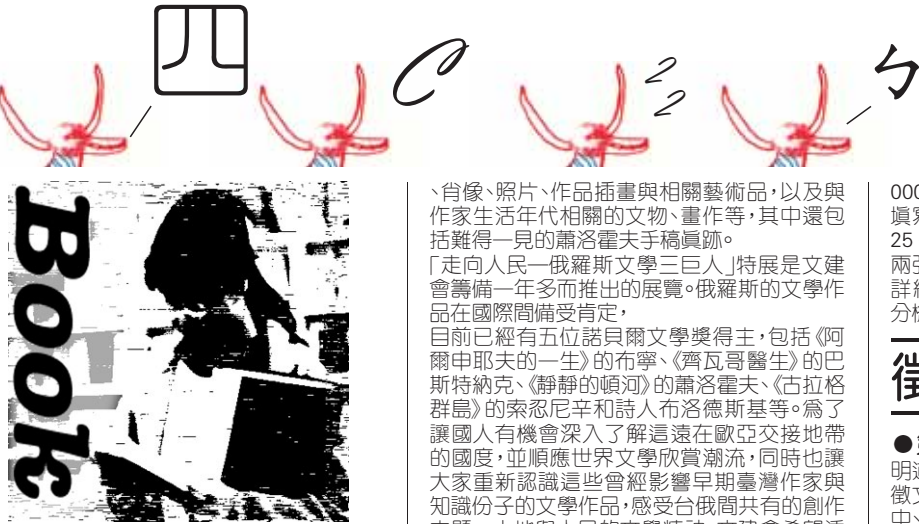 四
C
2
2
ㄅ
Book
、肖像、照片、作品插畫與相關藝術品,以及與
作家生活年代相關的文物、畫作等,其中還包
括難得一見的蕭洛霍夫手稿真跡。
「走向人民—俄羅斯文學三巨人」特展是文建
會籌備一年多而推出的展覽。俄羅斯的文學作
品在國際間備受肯定,
目前已經有五位諾貝爾文學獎得主,包括《阿
爾申耶夫的一生》的布寧、《齊瓦哥醫生》的巴
斯特納克、《靜靜的頓河》的蕭洛霍夫、《古拉格
群島》的索忍尼辛和詩人布洛德斯基等。為了
讓國人有機會深入了解這遠在歐亞交接地帶
的國度,並順應世界文學欣賞潮流,同時也讓
大家重新認識這些曾經影響早期臺灣作家與
知識份子的文學作品,感受台俄間共有的創作
000
填寫
25
兩張
詳細
徵
●
明道
徵文
中、